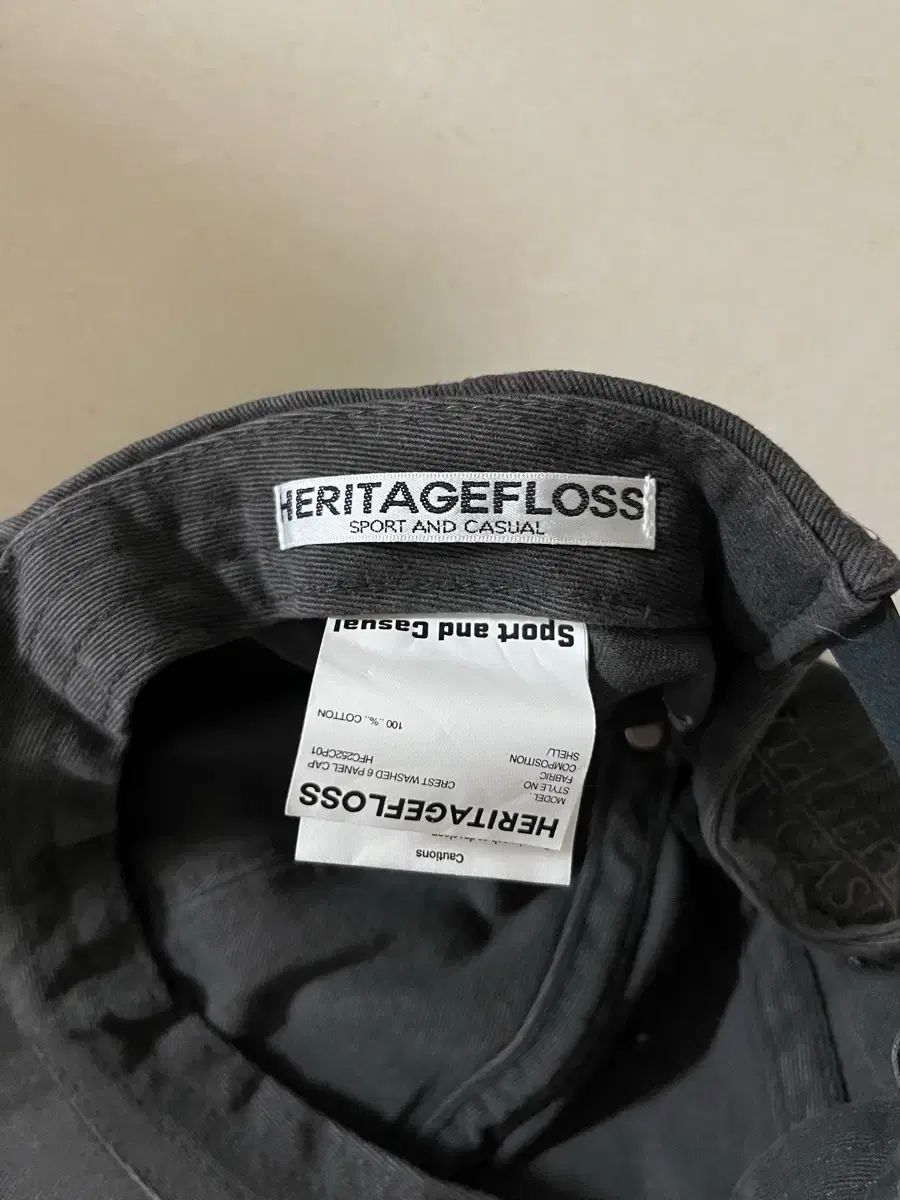 HERITAGEFLOSS
SPORT AND CASUAL
HERITAGEFLOSS
MODEL. CREST WASHED 6 PANEL CAP
STYLE NO HFC252CP01
FABRIC
COMPOSITION
SHELL/ 100..%.. COTTON
Sport and Casual
Cautions